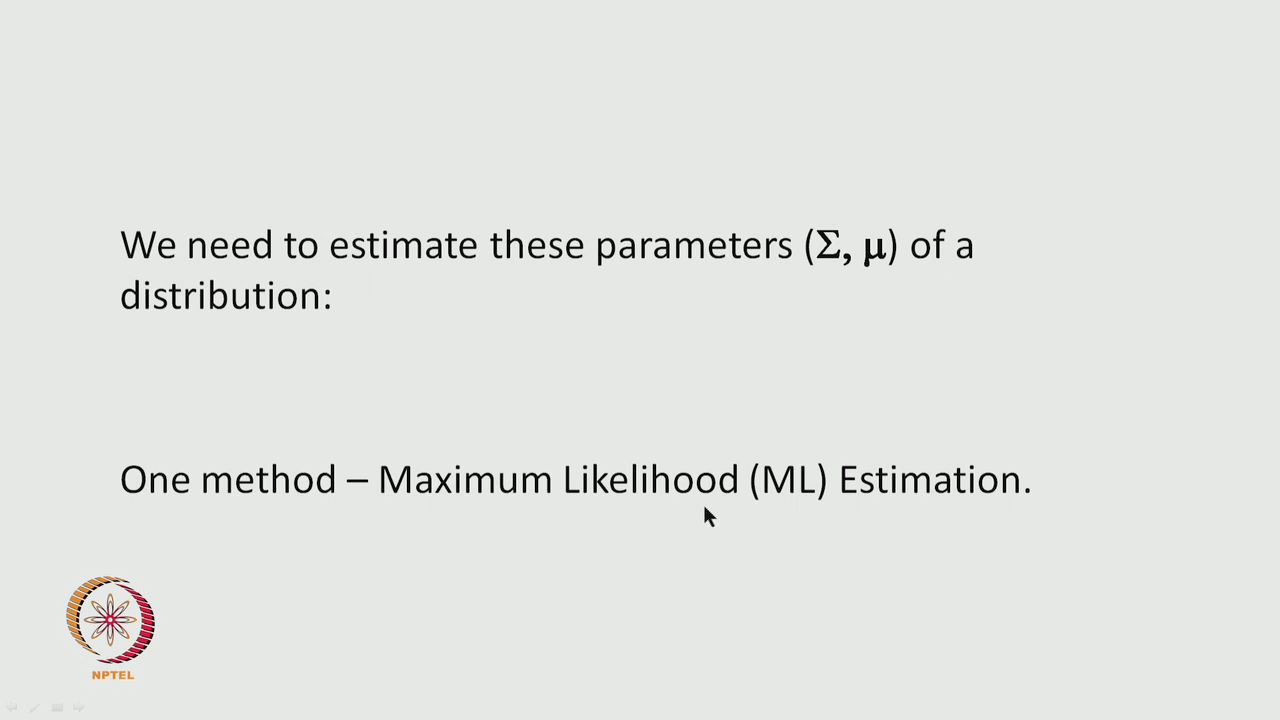 We need to estimate these parameters (Σ, μ) of a
distribution:
One method – Maximum Likelihood (ML) Estimation.
NPTEL